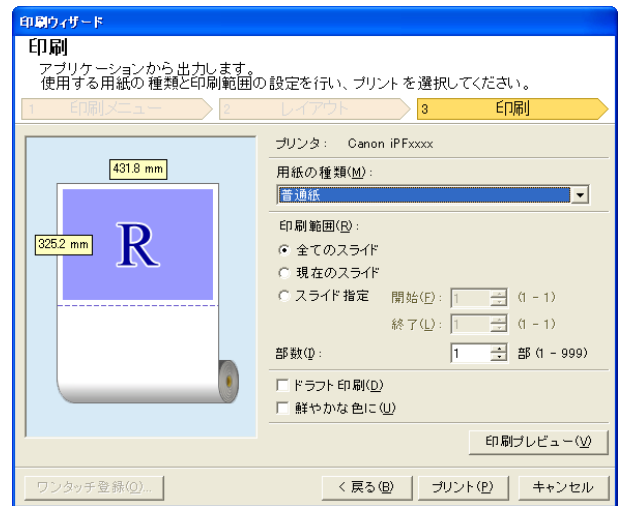 印刷ウィザード
印刷
アプリケーションから出力します。
使用する用紙の種類と印刷範囲の設定を行い、プリントを選択してください。
1 印刷メニュー 2 レイアウト 3 印刷
プリンタ： Canon iPFxxxx
431.8 mm
用紙の種類(M)：
普通紙
印刷範囲(R)：
325.2 mm
R
全てのスライド
現在のスライド
スライド指定 開始(F)： 1 (1 - 1)
終了(L)： 1 (1 - 1)
部数(I)： 1 部 (1 - 999)
ドラフト印刷(D)
鮮やかな色に(U)
印刷プレビュー(V)
ワンタッチ登録(O)... < 戻る(B) プリント(P) キャンセル